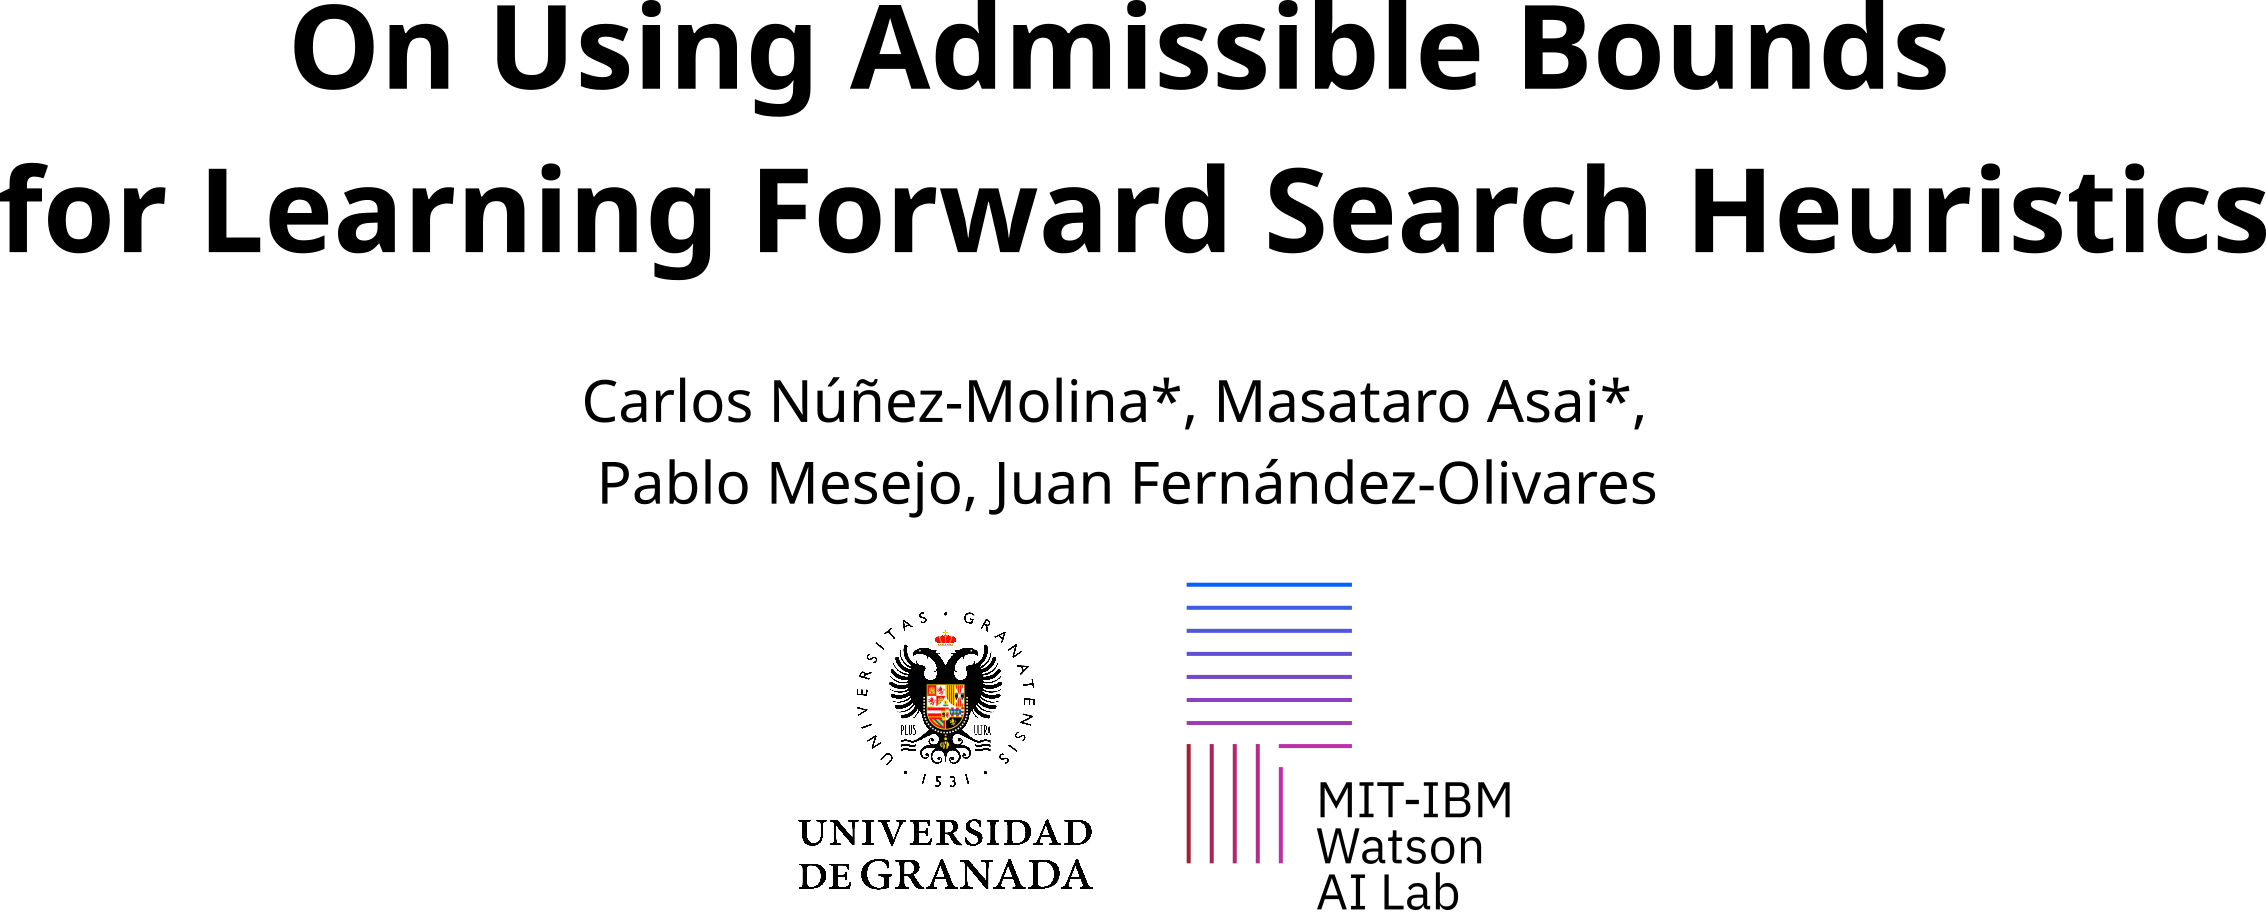 On Using Admissible Bounds
for Learning Forward Search Heuristics
Carlos Núñez-Molina*, Masataro Asai*,
Pablo Mesejo, Juan Fernández-Olivares
UNIVERSITAS · GRANATENSIS
PLUS ULTRA
· 1531 ·
UNIVERSIDAD
DE GRANADA
MIT-IBM
Watson
AI Lab